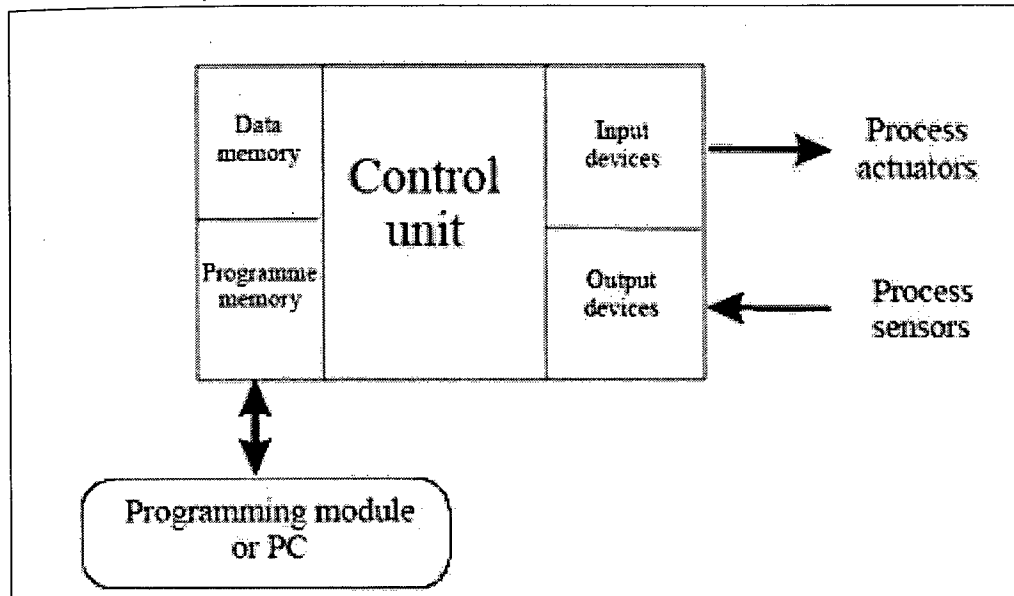 Data
memory
Programme
memory
Control
unit
Input
devices
Output
devices
Process
actuators
Process
sensors
Programming module
or PC